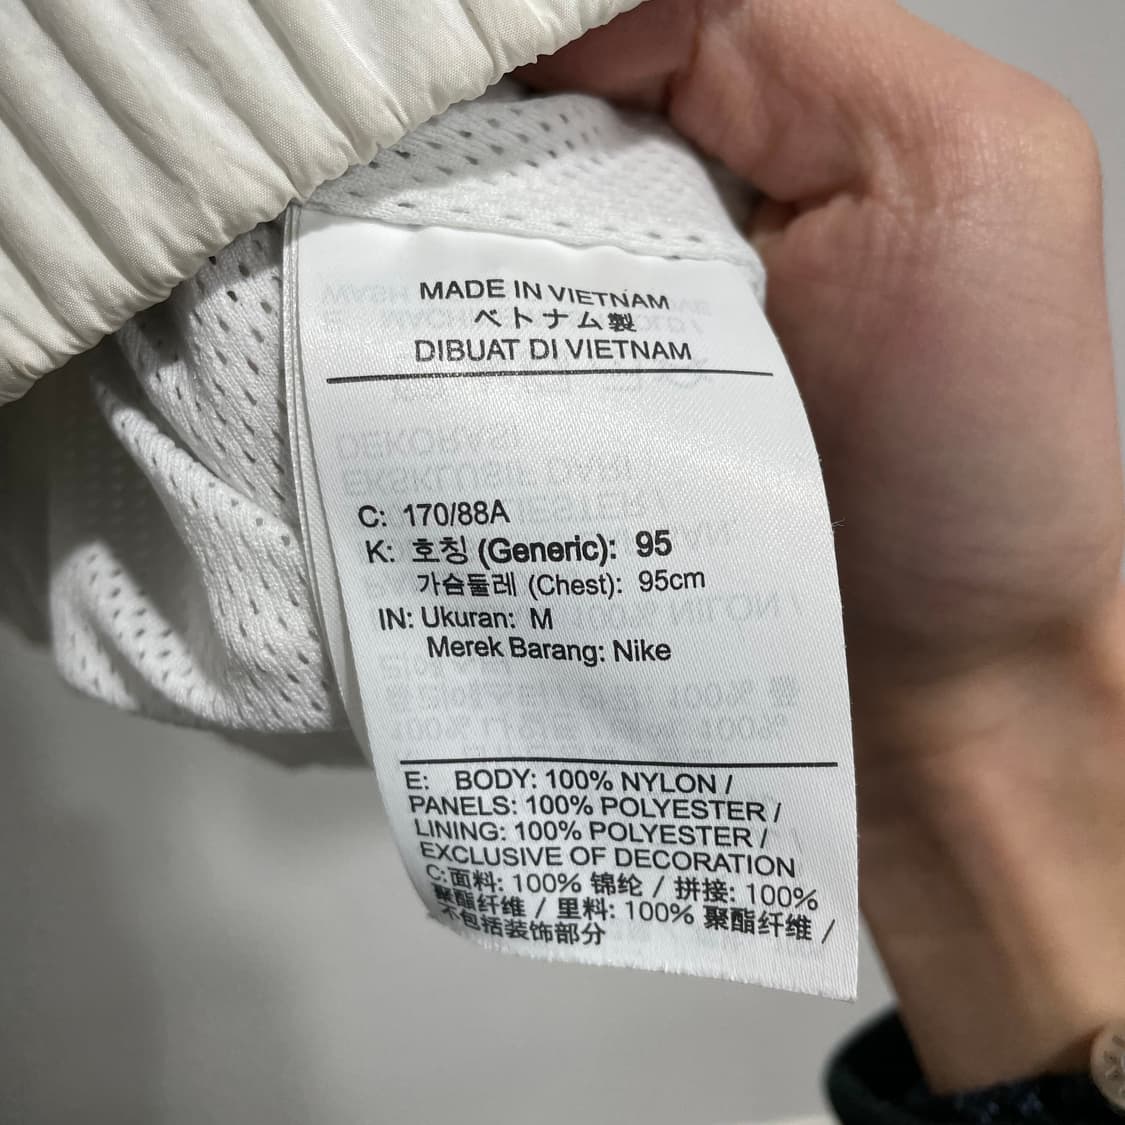 MADE IN VIETNAM
ベトナム製
DIBUAT DI VIETNAM
C: 170/88A
K: 호칭 (Generic): 95
가슴둘레 (Chest): 95cm
IN: Ukuran: M
Merek Barang: Nike
E: BODY: 100% NYLON /
PANELS: 100% POLYESTER /
LINING: 100% POLYESTER /
EXCLUSIVE OF DECORATION
C:面料: 100% 锦纶 / 拼接: 100%
聚酯纤维 / 里料: 100% 聚酯纤维 /
不包括装饰部分